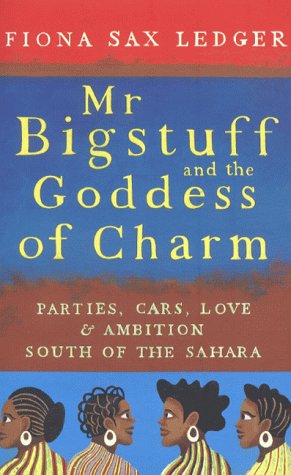 FIONA SAX LEDGER
Mr
Bigstuff
and the
Goddess
of Charm
PARTIES, CARS, LOVE
& AMBITION
SOUTH OF THE SAHARA